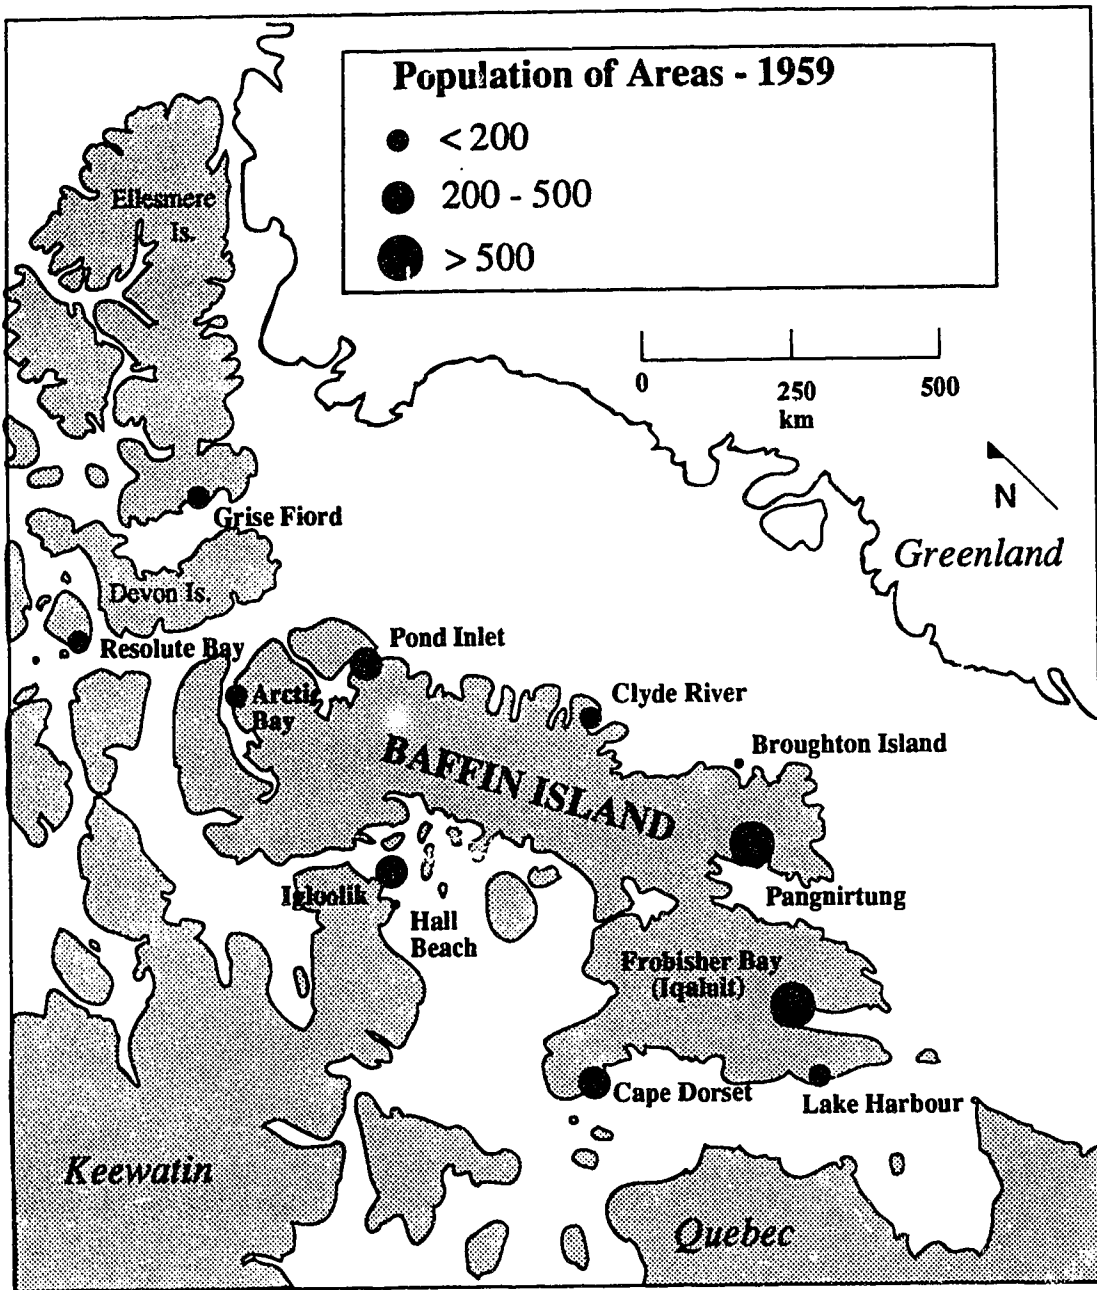 Population of Areas - 1959
< 200
200 - 500
> 500
0
250
500
km
N
Ellesmere
Is.
Grise Fiord
Greenland
Devon Is.
Resolute Bay
Pond Inlet
Arctic
Bay
Clyde River
Broughton Island
BAFFIN ISLAND
Igloolik
Hall
Beach
Pangnirtung
Frobisher Bay
(Iqaluit)
Cape Dorset
Lake Harbour
Keewatin
Quebec